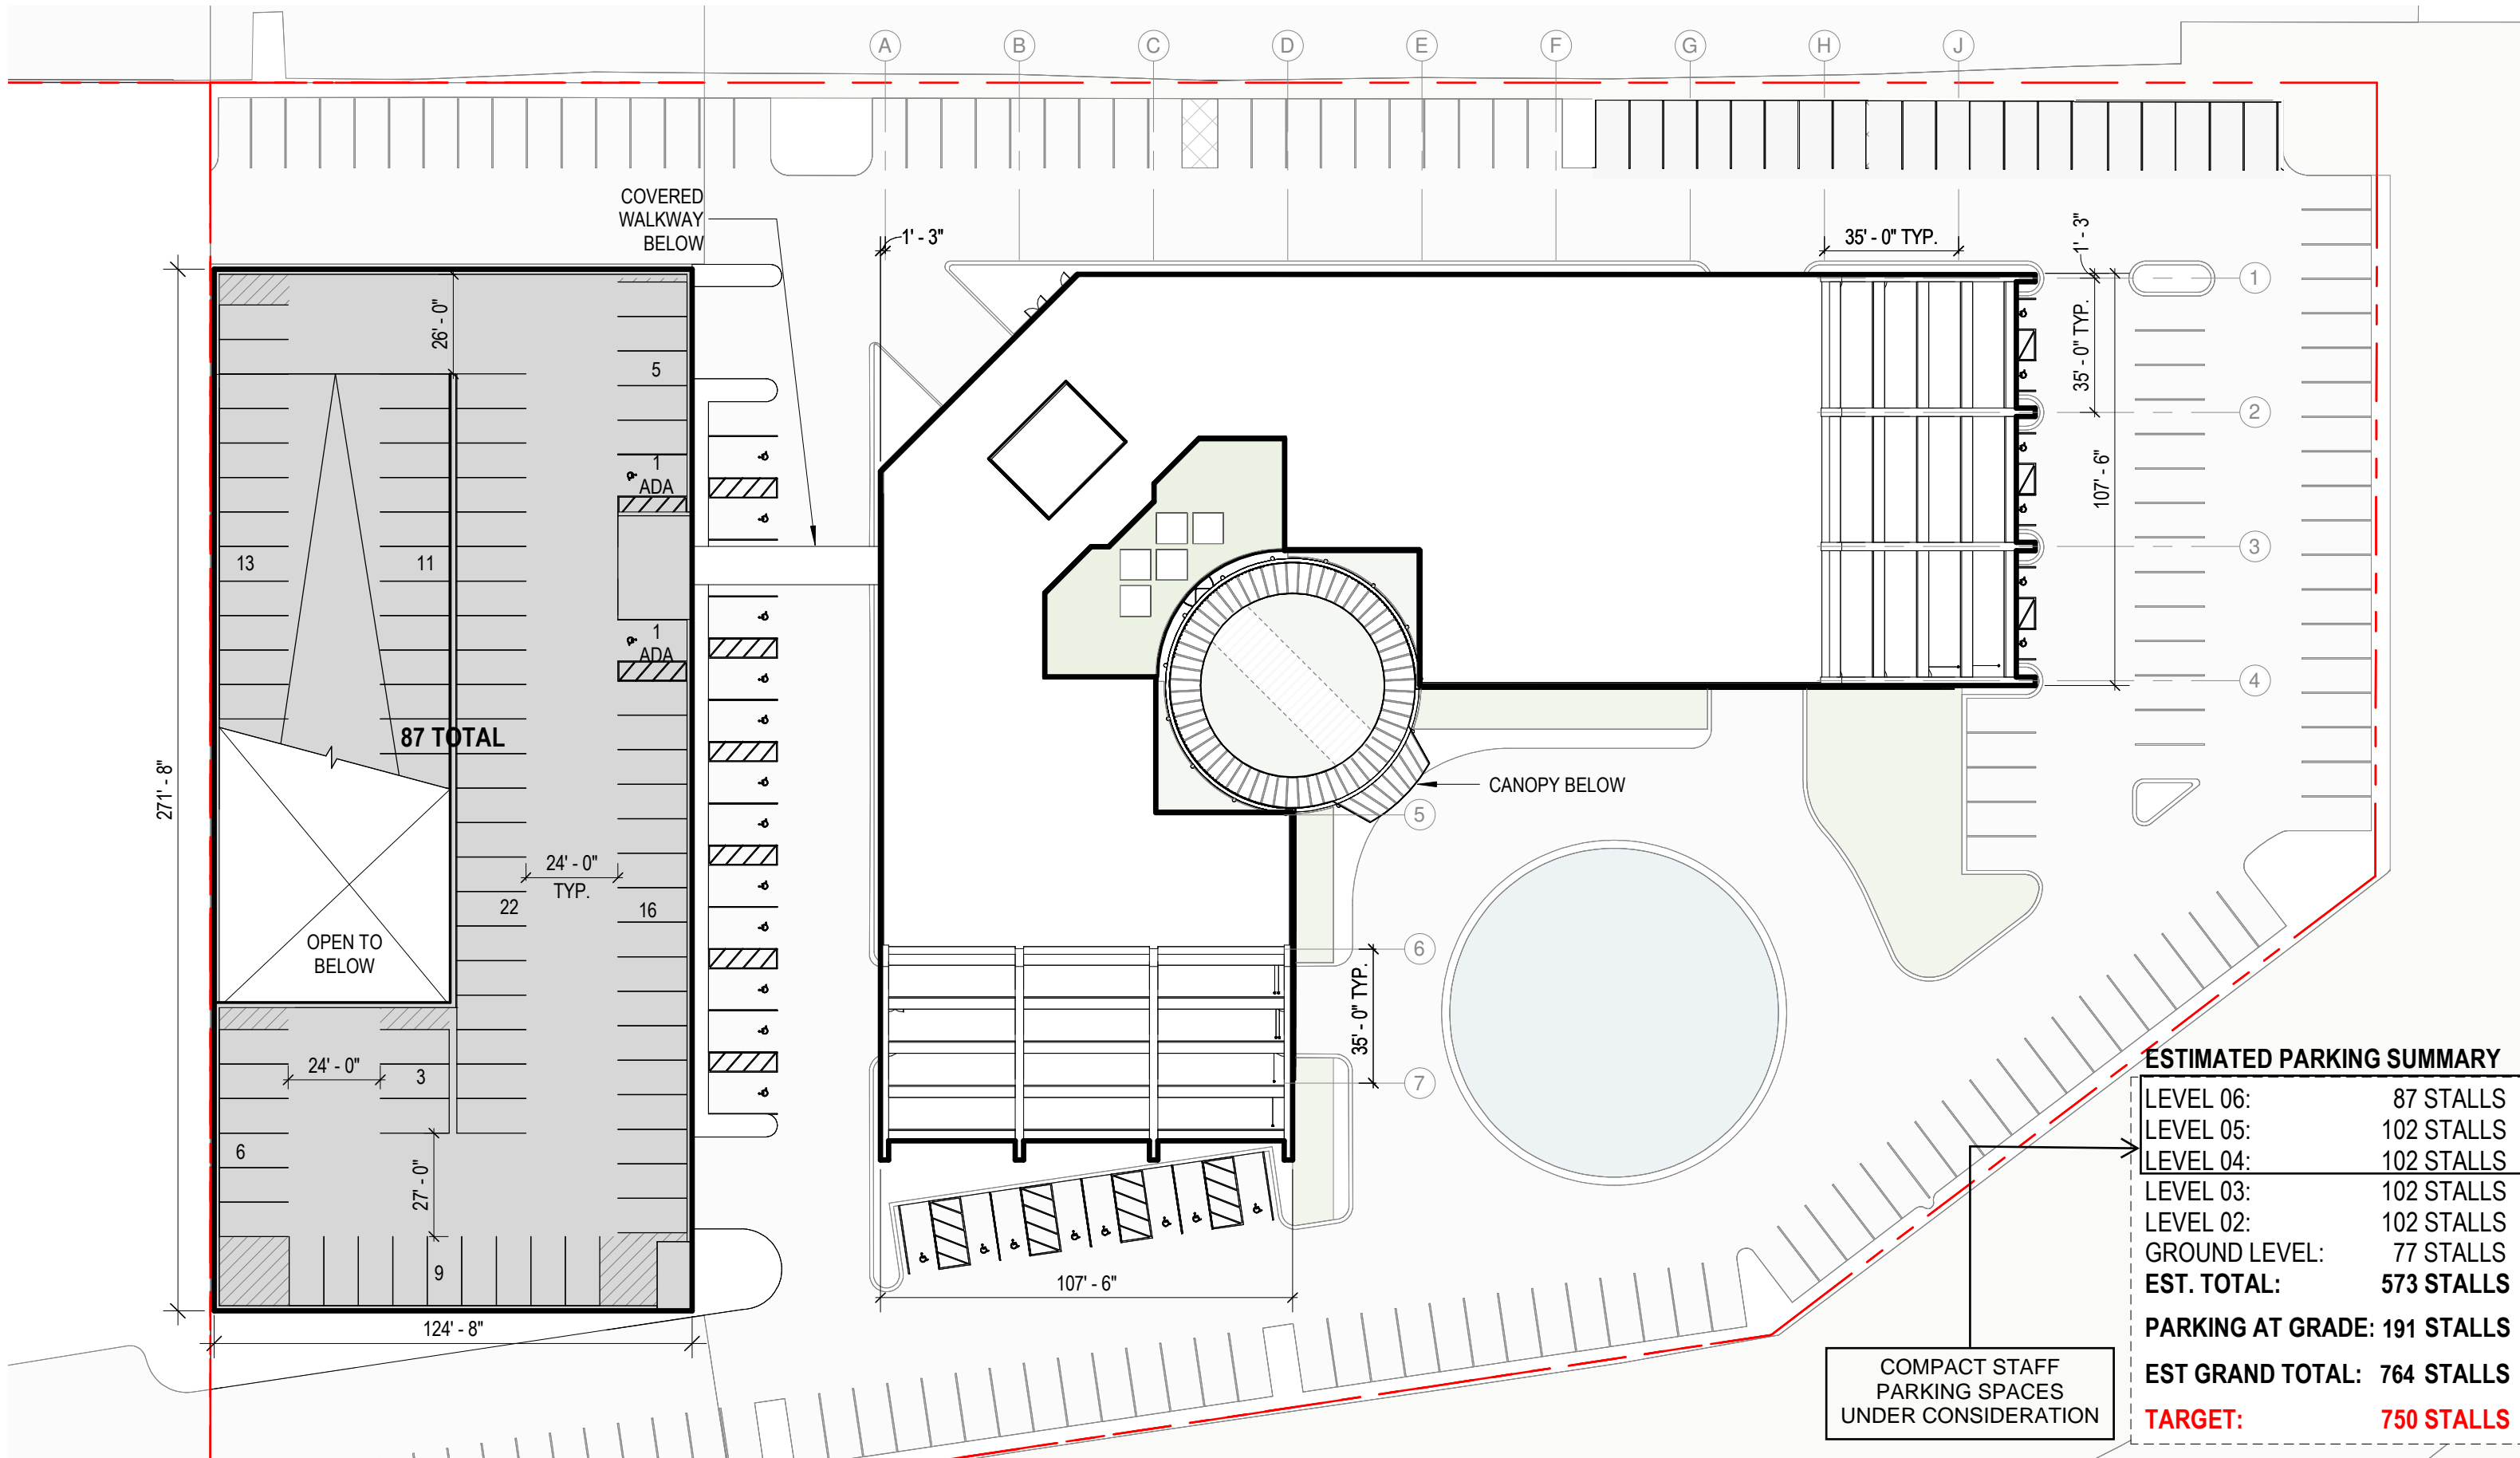 A
B
C
D
E
F
G
H
J
COVERED
WALKWAY
BELOW
1' - 3"
35' - 0" TYP.
1' - 3"
1
26' - 0"
35' - 0" TYP.
5
2
1
ADA
107' - 6"
13
11
3
1
ADA
4
87 TOTAL
271' - 8"
CANOPY BELOW
5
24' - 0"
TYP.
22
16
OPEN TO
BELOW
6
35' - 0" TYP.
24' - 0"
3
7
6
27' - 0"
9
107' - 6"
124' - 8"
ESTIMATED PARKING SUMMARY
LEVEL 06: 87 STALLS
LEVEL 05: 102 STALLS
LEVEL 04: 102 STALLS
LEVEL 03: 102 STALLS
LEVEL 02: 102 STALLS
GROUND LEVEL: 77 STALLS
EST. TOTAL: 573 STALLS
PARKING AT GRADE: 191 STALLS
EST GRAND TOTAL: 764 STALLS
TARGET: 750 STALLS
COMPACT STAFF
PARKING SPACES
UNDER CONSIDERATION